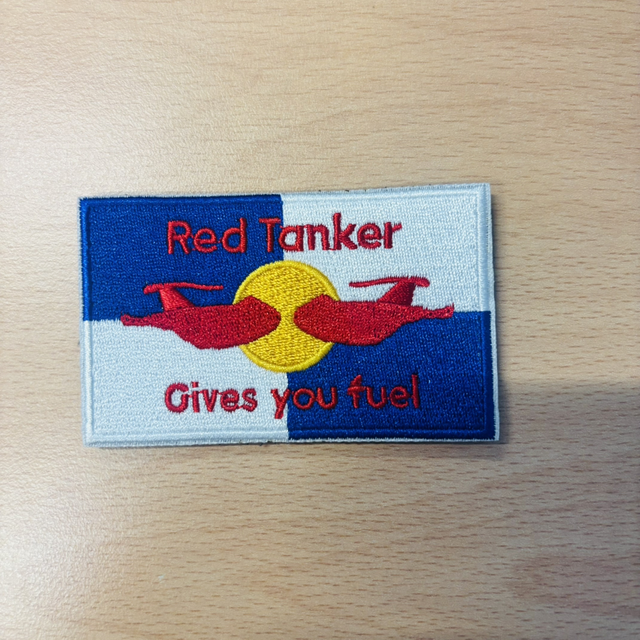 Red Tanker
Gives you fuel